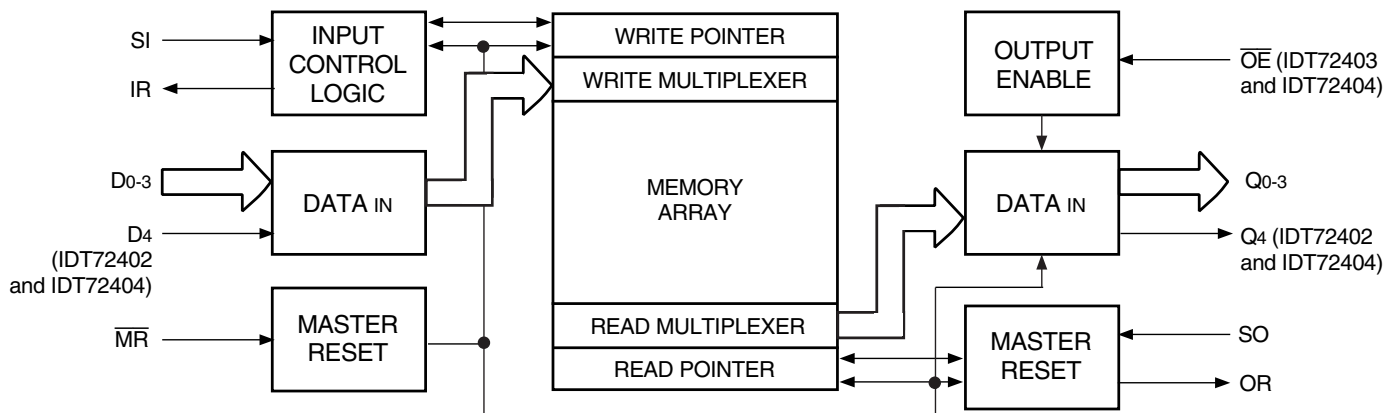 SI
IR
INPUT
CONTROL
LOGIC
WRITE POINTER
WRITE MULTIPLEXER
OUTPUT
ENABLE
OE (IDT72403
and IDT72404)
D0-3
DATA IN
D4
(IDT72402
and IDT72404)
MEMORY
ARRAY
DATA IN
Q0-3
Q4 (IDT72402
and IDT72404)
MR
MASTER
RESET
READ MULTIPLEXER
READ POINTER
MASTER
RESET
SO
OR